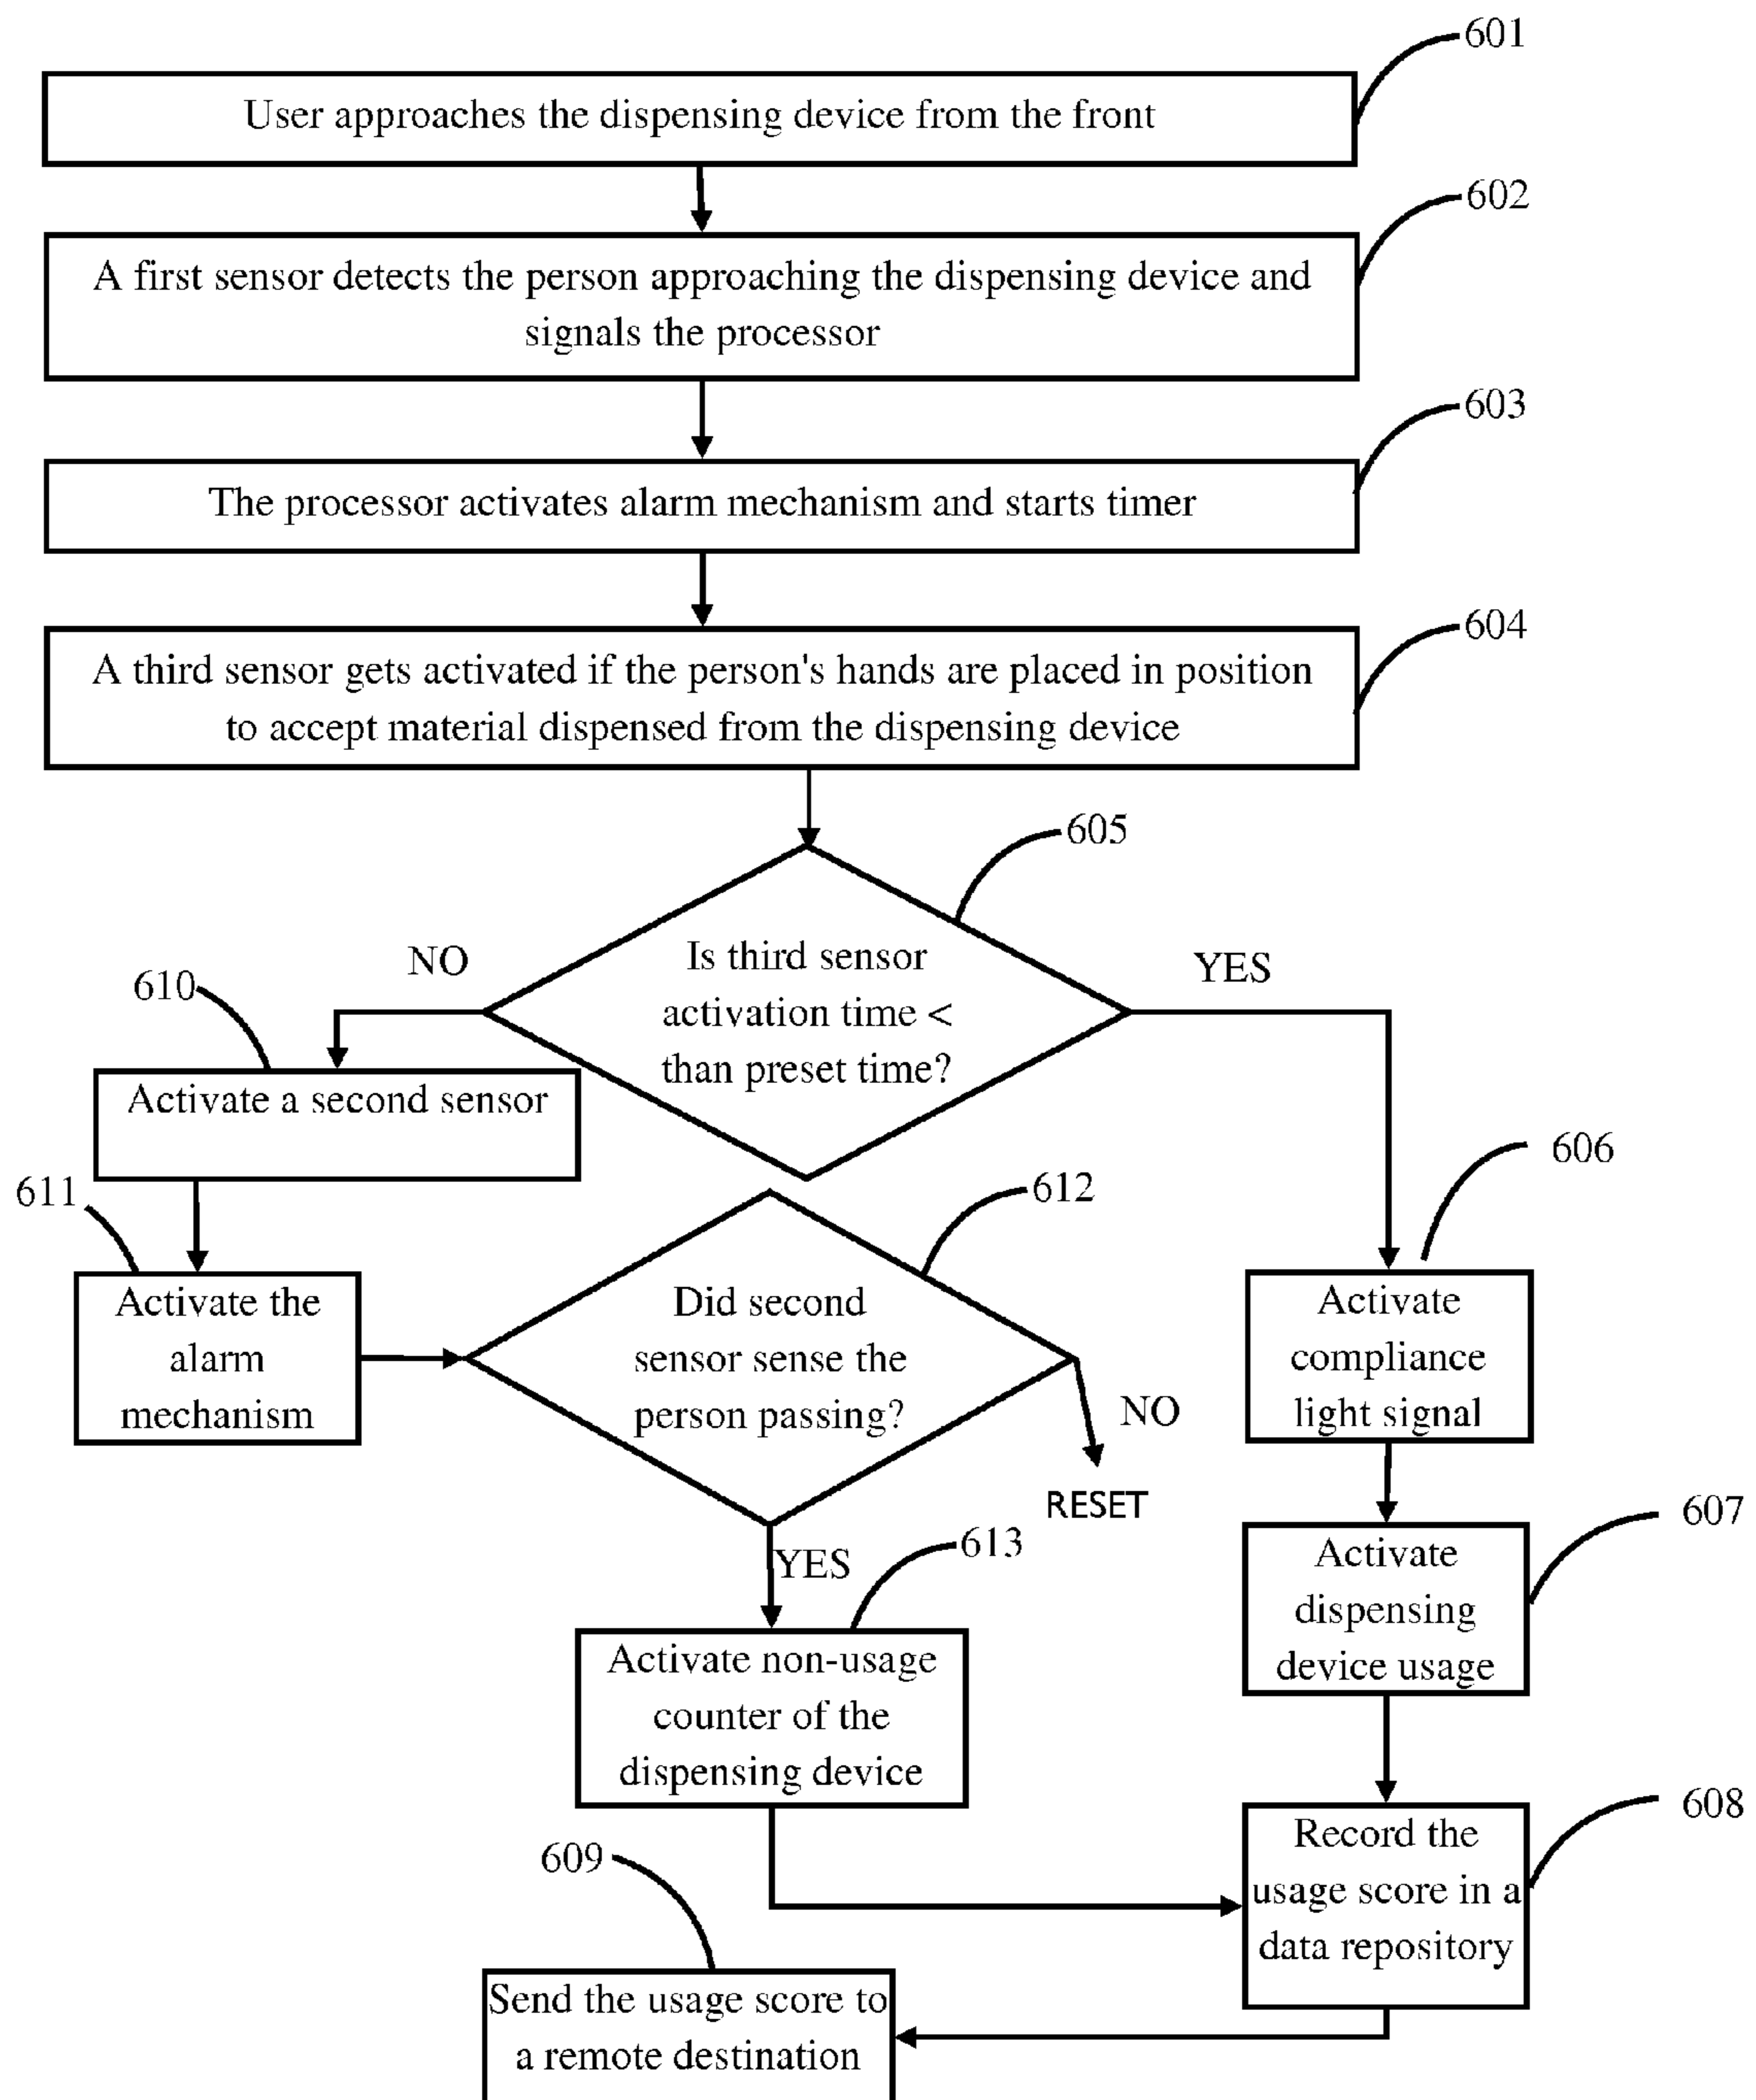 601
User approaches the dispensing device from the front
602
A first sensor detects the person approaching the dispensing device and
signals the processor
603
The processor activates alarm mechanism and starts timer
604
A third sensor gets activated if the person's hands are placed in position
to accept material dispensed from the dispensing device
605
Is third sensor
activation time <
than preset time?
NO
YES
610
Activate a second sensor
611
Activate the
alarm
mechanism
612
Did second
sensor sense the
person passing?
NO
RESET
YES
606
Activate
compliance
light signal
607
Activate
dispensing
device usage
613
Activate non-usage
counter of the
dispensing device
608
Record the
usage score in a
data repository
609
Send the usage score to
a remote destination